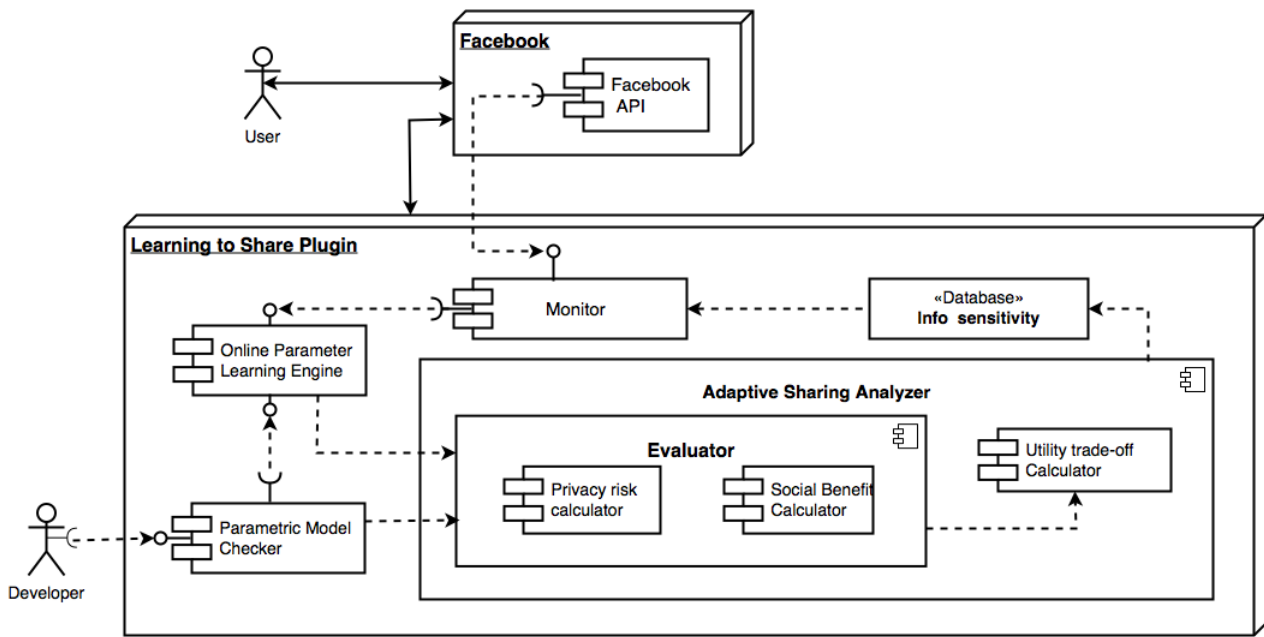 Facebook
Facebook
API
User
Learning to Share Plugin
Monitor
«Database»
Info sensitivity
Online Parameter
Learning Engine
Adaptive Sharing Analyzer
Evaluator
Utility trade-off
Calculator
Privacy risk
calculator
Social Benefit
Calculator
Parametric Model
Checker
Developer